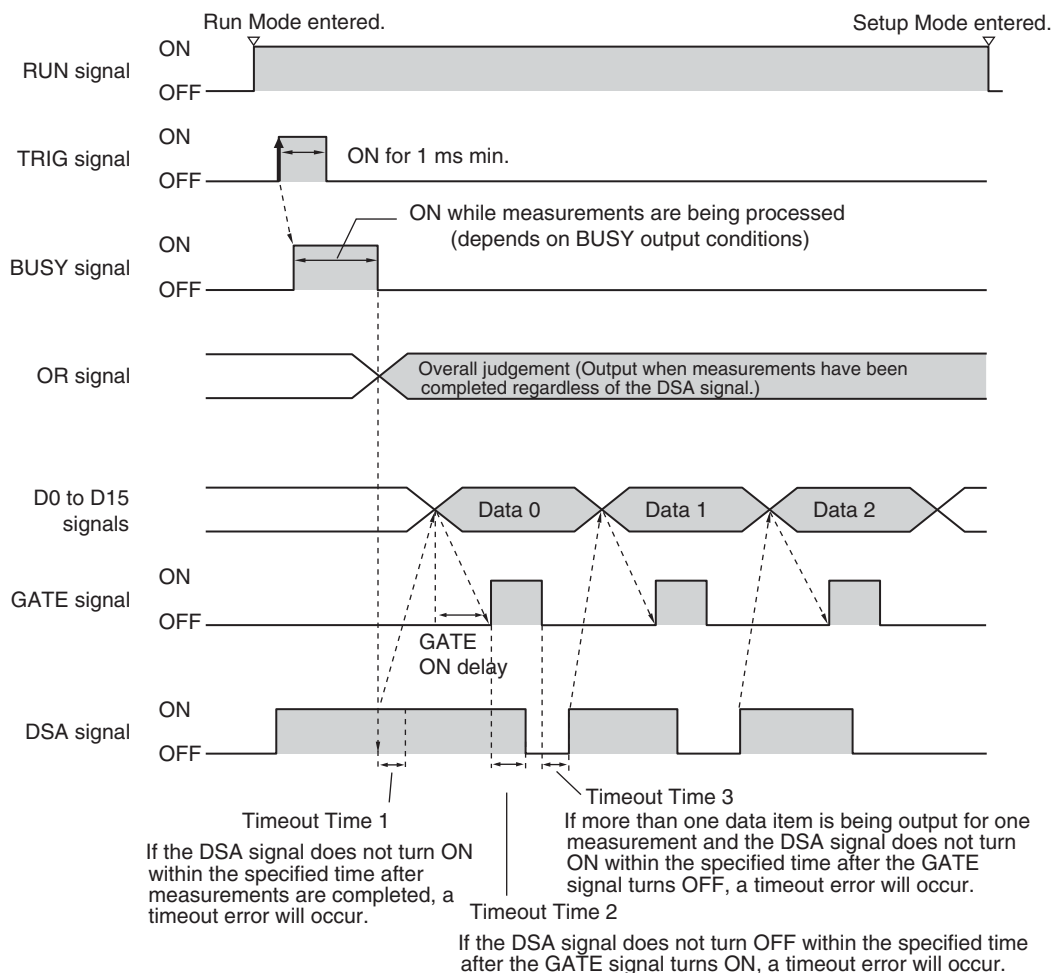 Run Mode entered.
Setup Mode entered.
RUN signal
ON
OFF
TRIG signal
ON
OFF
ON for 1 ms min.
BUSY signal
ON
OFF
ON while measurements are being processed
(depends on BUSY output conditions)
OR signal
Overall judgement (Output when measurements have been
completed regardless of the DSA signal.)
D0 to D15
signals
Data 0
Data 1
Data 2
GATE signal
ON
OFF
GATE
ON delay
DSA signal
ON
OFF
Timeout Time 1
If the DSA signal does not turn ON
within the specified time after
measurements are completed, a
timeout error will occur.
Timeout Time 3
If more than one data item is being output for one
measurement and the DSA signal does not turn
ON within the specified time after the GATE
signal turns OFF, a timeout error will occur.
Timeout Time 2
If the DSA signal does not turn OFF within the specified time
after the GATE signal turns ON, a timeout error will occur.